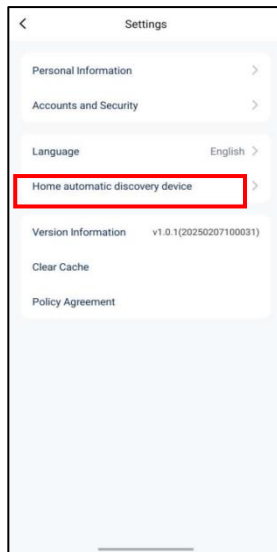 Settings
Personal Information
Accounts and Security
Language English
Home automatic discovery device
Version Information v1.0.1(20250207100031)
Clear Cache
Policy Agreement